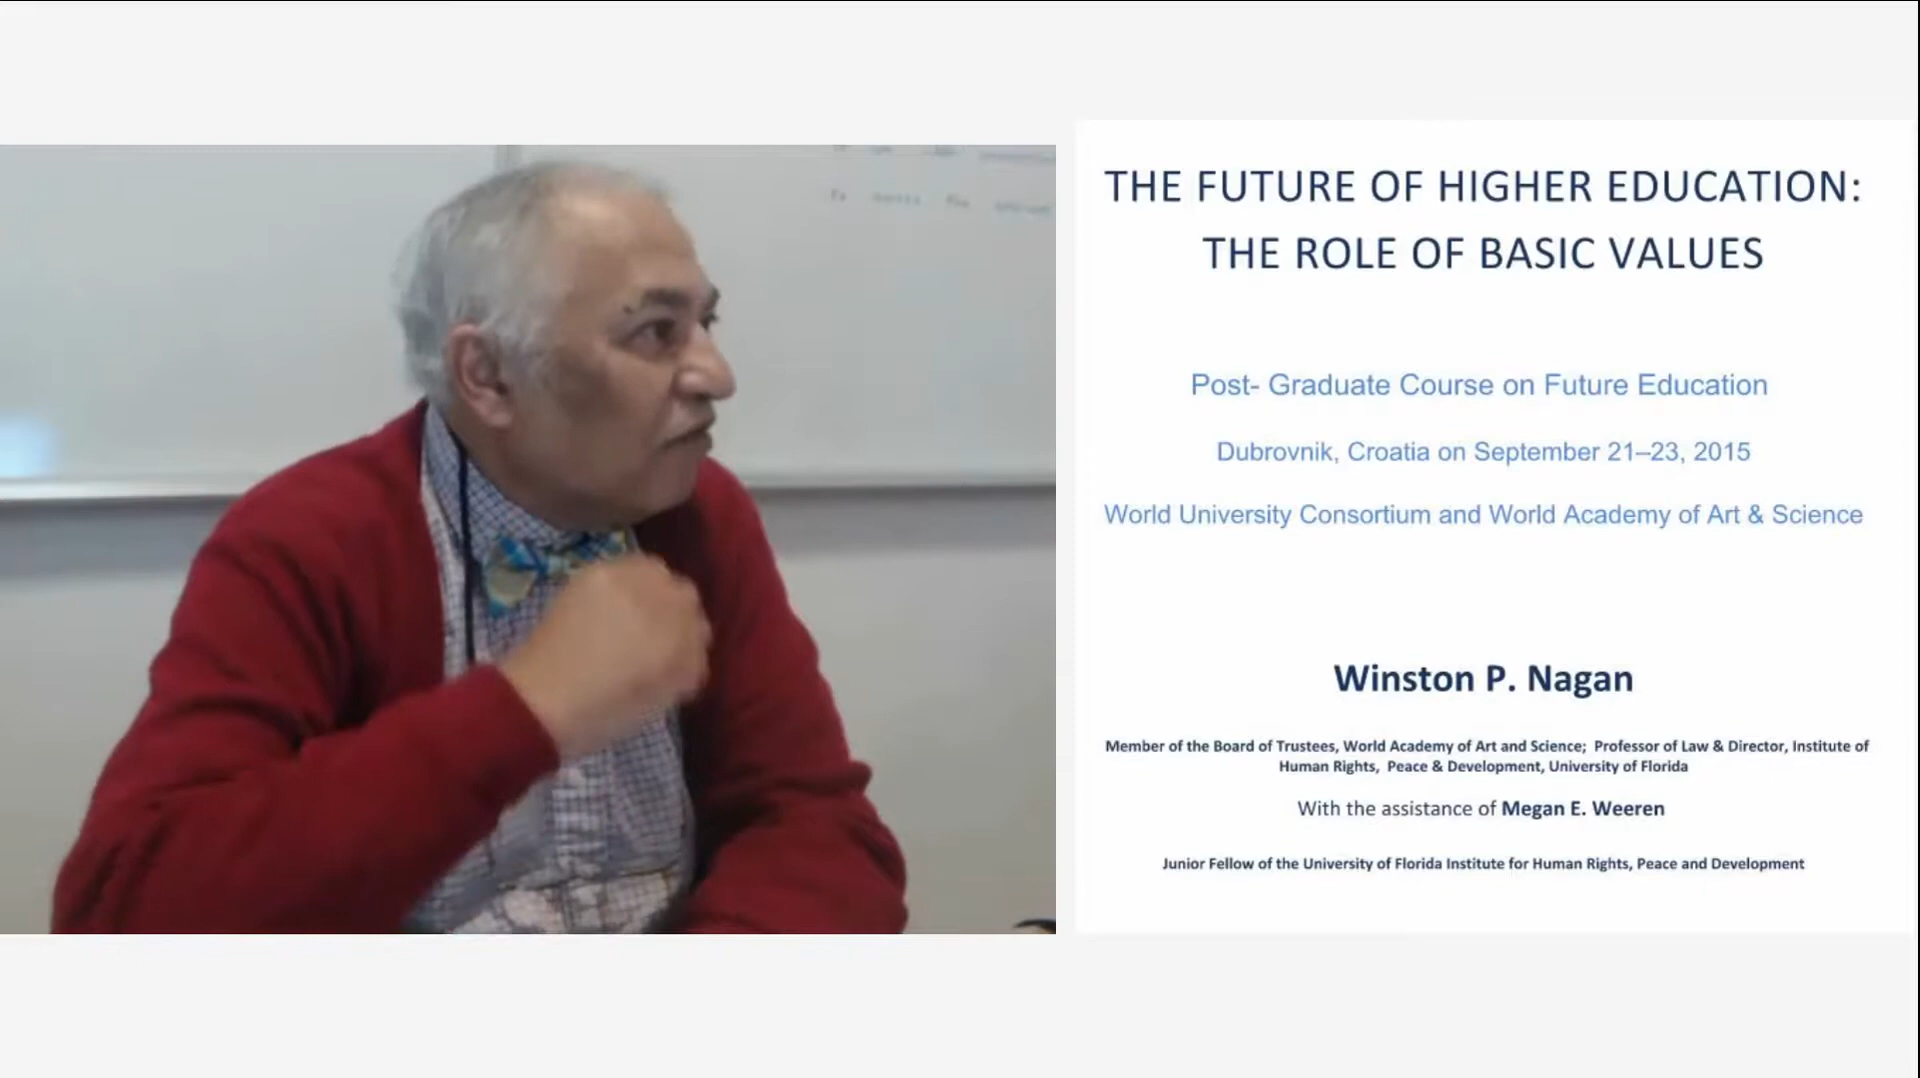 THE FUTURE OF HIGHER EDUCATION:
THE ROLE OF BASIC VALUES
Post- Graduate Course on Future Education
Dubrovnik, Croatia on September 21–23, 2015
World University Consortium and World Academy of Art & Science
Winston P. Nagan
Member of the Board of Trustees, World Academy of Art and Science; Professor of Law & Director, Institute of
Human Rights, Peace & Development, University of Florida
With the assistance of Megan E. Weeren
Junior Fellow of the University of Florida Institute for Human Rights, Peace and Development